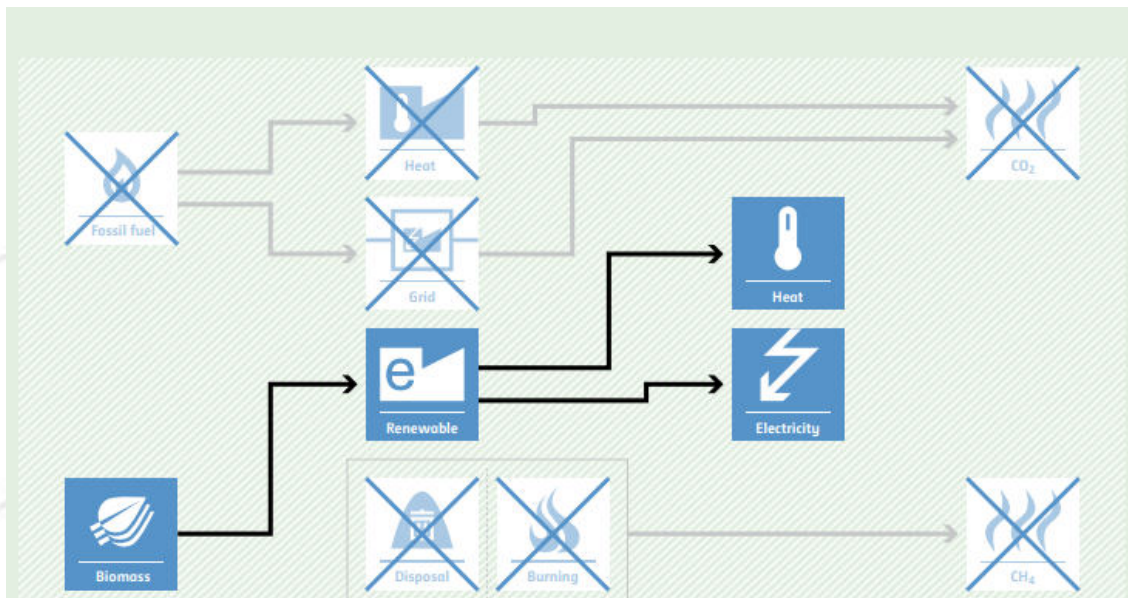 Heat
CO₂
Fossil fuel
Grid
Heat
e
Renewable
Electricity
Biomass
Disposal
Burning
CH₄